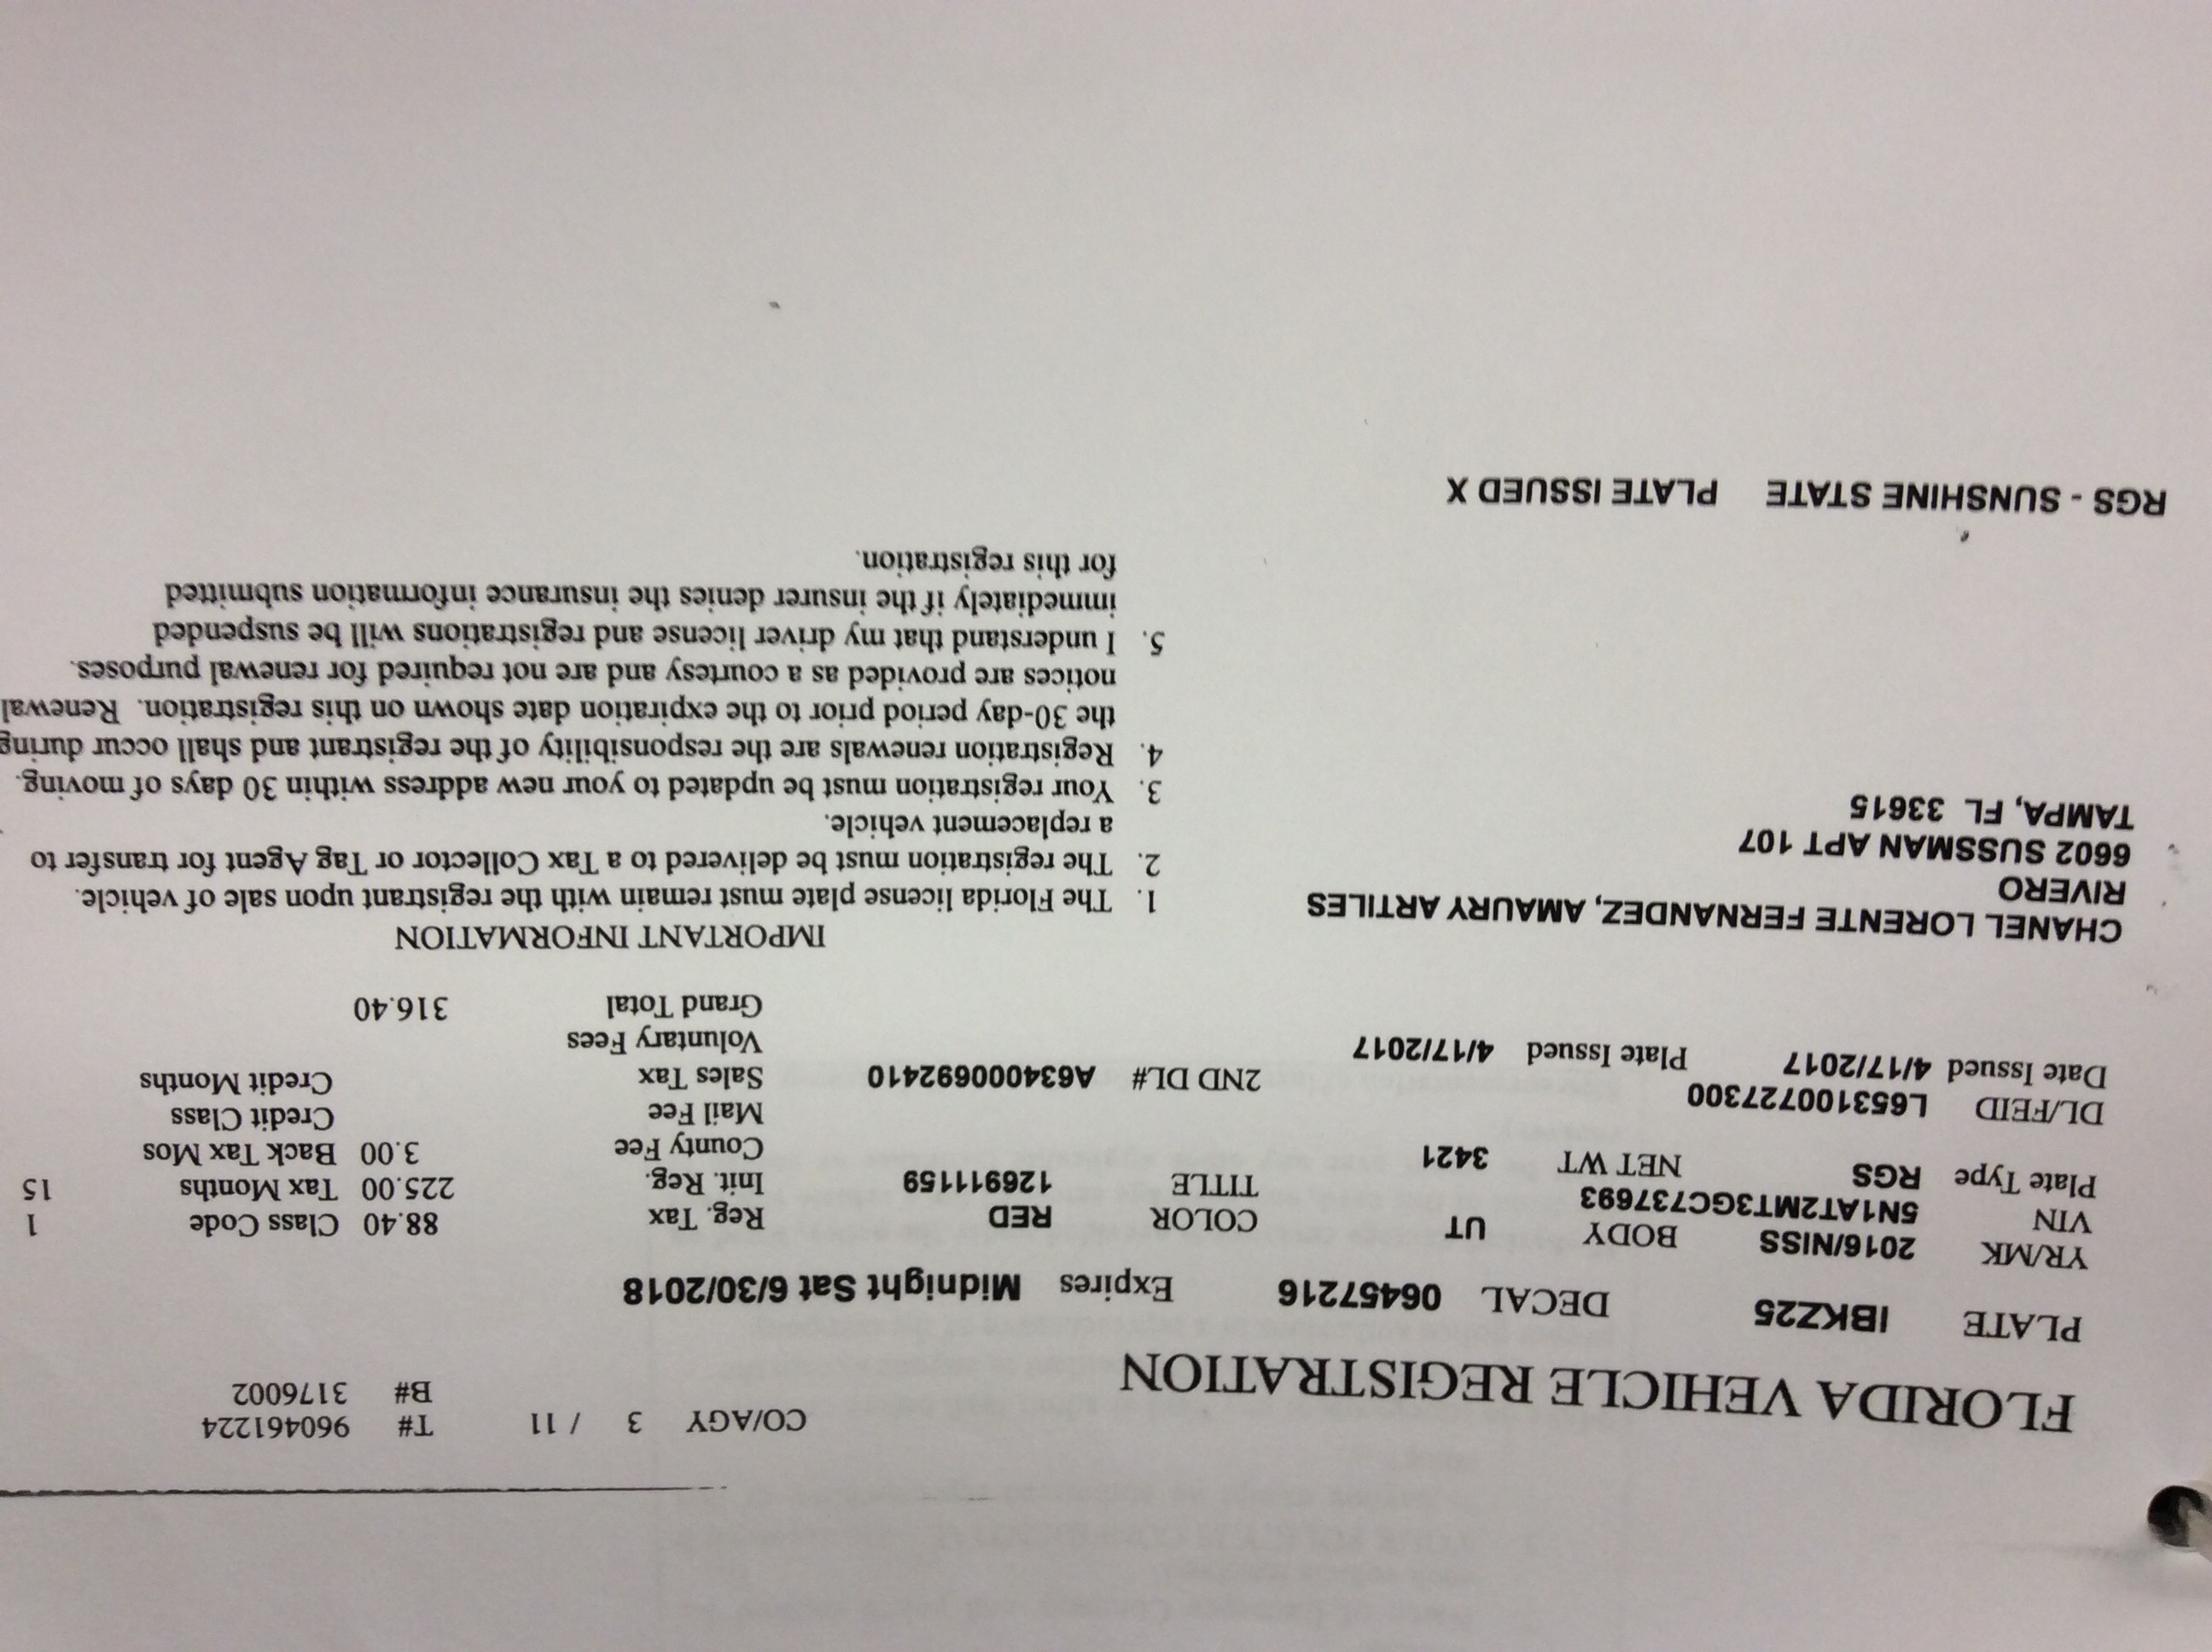 FLORIDA VEHICLE REGISTRATION
CO/AGY 3 / 11 T# 960461224
B# 3176002
PLATE IBKZ25 DECAL 06457216 Expires Midnight Sat 6/30/2018
YR/MK 2016/NISS BODY UT COLOR RED Reg. Tax 88.40 Class Code 1
VIN 5N1AT2MT3GC737693 TITLE 126911159 Init. Reg. 225.00 Tax Months 15
Plate Type RGS NET WT 3421 County Fee 3.00 Back Tax Mos
Mail Fee Credit Class
DL/FEID L653100727300 2ND DL# A634000692410 Sales Tax Credit Months
Date Issued 4/17/2017 Plate Issued 4/17/2017 Voluntary Fees
Grand Total 316.40
CHANEL LORENTE FERNANDEZ, AMAURY ARTILES
RIVERO
6602 SUSSMAN APT 107
TAMPA, FL 33615
IMPORTANT INFORMATION
1. The Florida license plate must remain with the registrant upon sale of vehicle.
2. The registration must be delivered to a Tax Collector or Tag Agent for transfer to
a replacement vehicle.
3. Your registration must be updated to your new address within 30 days of moving.
4. Registration renewals are the responsibility of the registrant and shall occur during
the 30-day period prior to the expiration date shown on this registration. Renewal
notices are provided as a courtesy and are not required for renewal purposes.
5. I understand that my driver license and registrations will be suspended
immediately if the insurer denies the insurance information submitted
for this registration.
RGS - SUNSHINE STATE PLATE ISSUED X